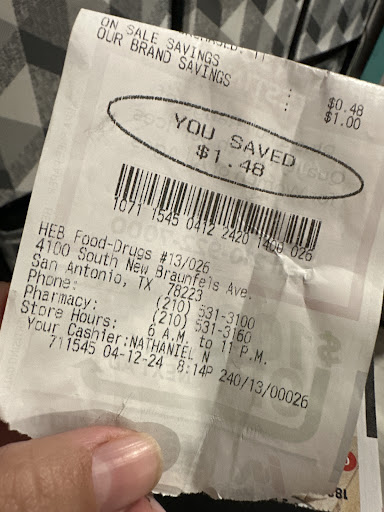 ON SALE SAVINGS : $0.48
OUR BRAND SAVINGS : $1.00
YOU SAVED
$1.48
1071 1545 0412 2420 1400 026
HEB Food-Drugs #13/026
4100 South New Braunfels Ave.
San Antonio, TX 78223
Phone: (210) 531-3100
Pharmacy: (210) 531-3160
Store Hours: 6 A.M. to 11 P.M.
Your Cashier:NATHANIEL N
711545 04-12-24 8:14P 240/13/00026